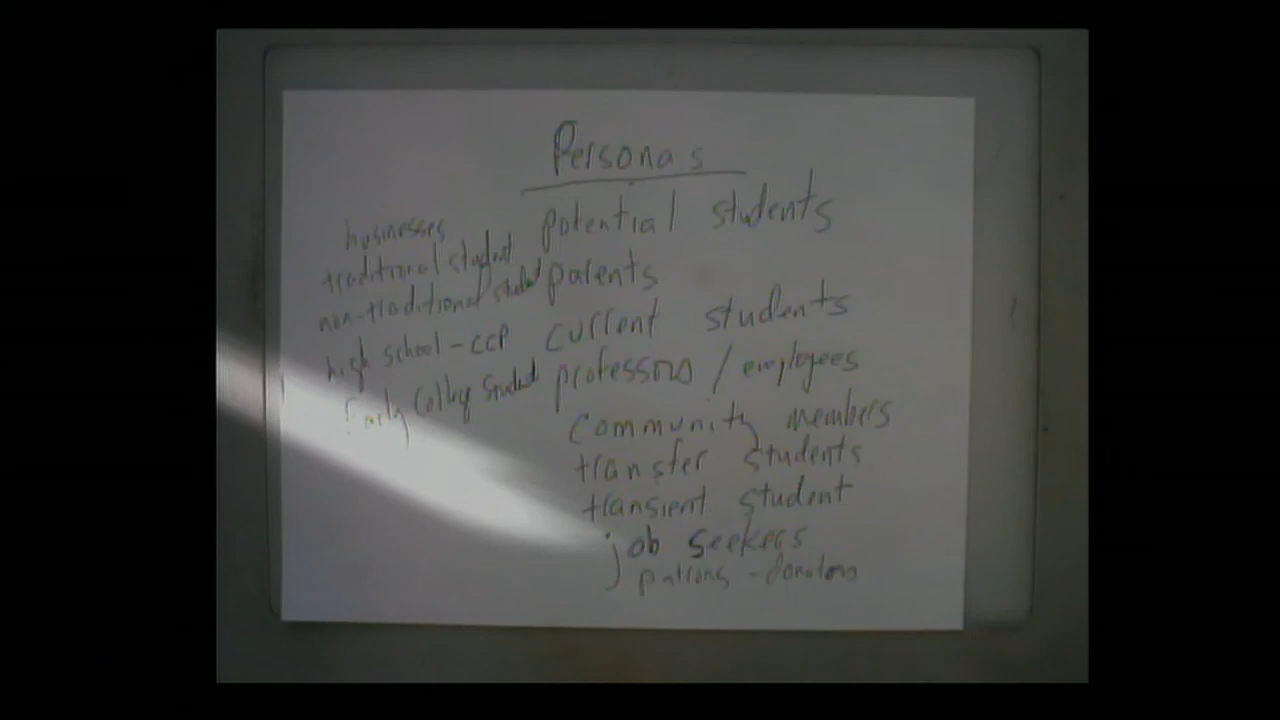 Personas
potential students
parents
current students
professors / employees
community members
transfer students
transient student
job seekers
patrons - donators
businesses
traditional student
non-traditional student
high school - CCP
Early College Student